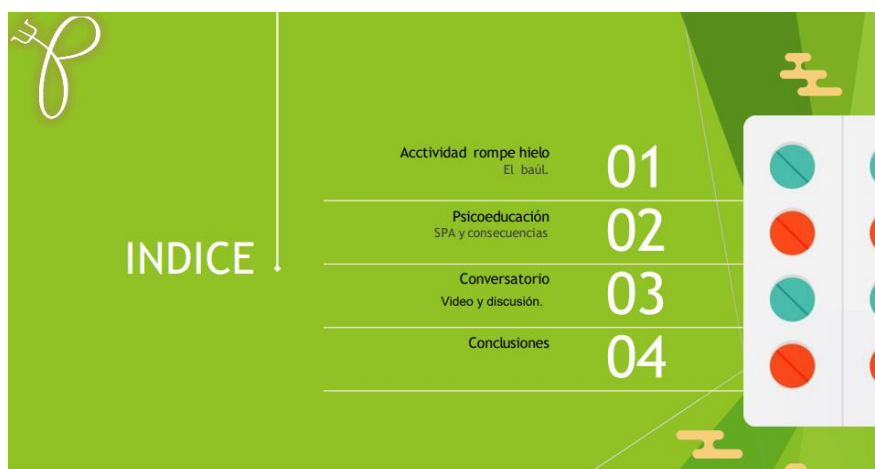 INDICE
Acctividad rompe hielo
El baúl.
01
Psicoeducación
SPA y consecuencias
02
Conversatorio
Video y discusión.
03
Conclusiones
04